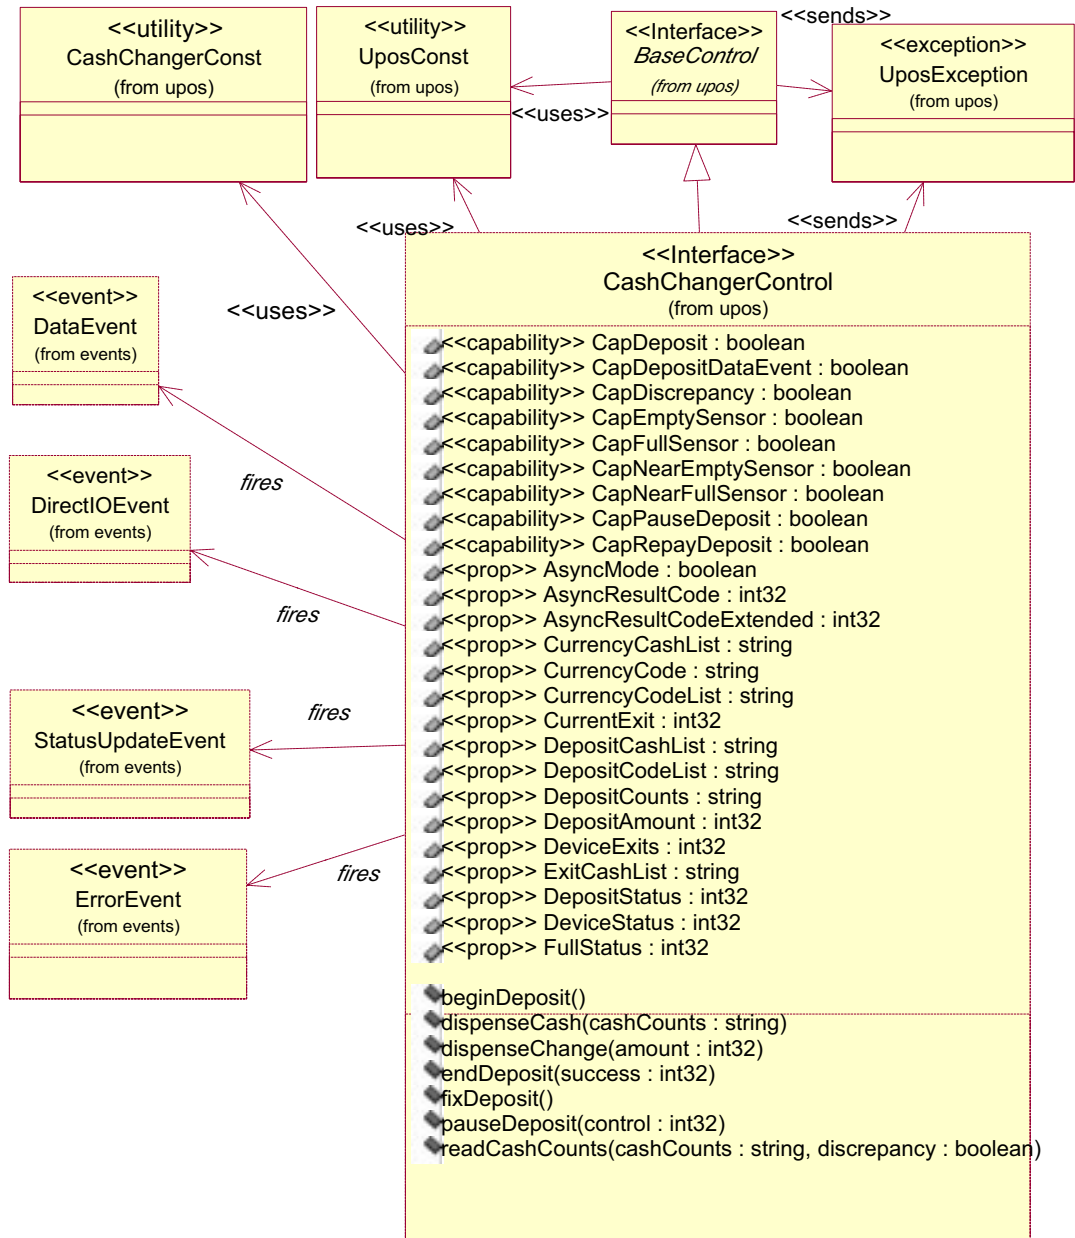 <<utility>>
CashChangerConst
(from upos)
<<utility>>
UposConst
(from upos)
<<Interface>>
BaseControl
(from upos)
<<sends>>
<<exception>>
UposException
(from upos)
<<uses>>
<<uses>>
<<sends>>
<<uses>>
<<Interface>>
CashChangerControl
(from upos)
<<capability>> CapDeposit : boolean
<<capability>> CapDepositDataEvent : boolean
<<capability>> CapDiscrepancy : boolean
<<capability>> CapEmptySensor : boolean
<<capability>> CapFullSensor : boolean
<<capability>> CapNearEmptySensor : boolean
<<capability>> CapNearFullSensor : boolean
<<capability>> CapPauseDeposit : boolean
<<capability>> CapRepayDeposit : boolean
<<prop>> AsyncMode : boolean
<<prop>> AsyncResultCode : int32
<<prop>> AsyncResultCodeExtended : int32
<<prop>> CurrencyCashList : string
<<prop>> CurrencyCode : string
<<prop>> CurrencyCodeList : string
<<prop>> CurrentExit : int32
<<prop>> DepositCashList : string
<<prop>> DepositCodeList : string
<<prop>> DepositCounts : string
<<prop>> DepositAmount : int32
<<prop>> DeviceExits : int32
<<prop>> ExitCashList : string
<<prop>> DepositStatus : int32
<<prop>> DeviceStatus : int32
<<prop>> FullStatus : int32
beginDeposit()
dispenseCash(cashCounts : string)
dispenseChange(amount : int32)
endDeposit(success : int32)
fixDeposit()
pauseDeposit(control : int32)
readCashCounts(cashCounts : string, discrepancy : boolean)
<<event>>
DataEvent
(from events)
fires
<<event>>
DirectIOEvent
(from events)
fires
<<event>>
StatusUpdateEvent
(from events)
fires
<<event>>
ErrorEvent
(from events)
fires